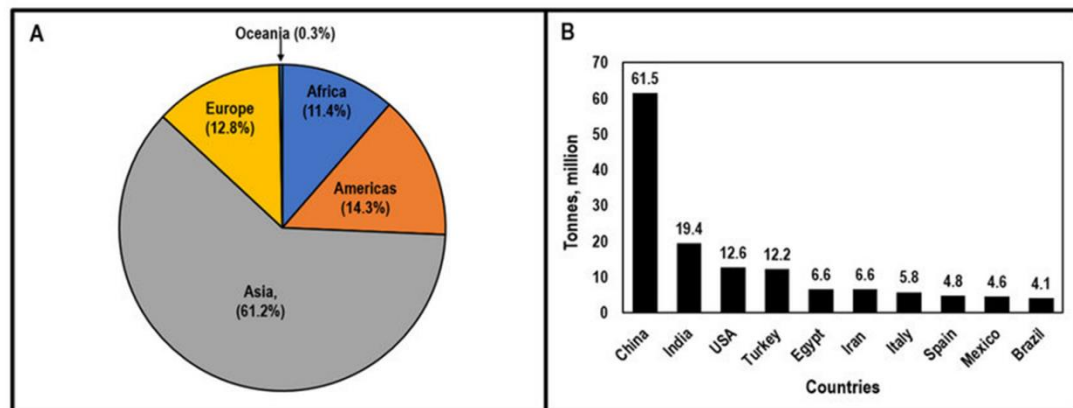 A
Oceania (0.3%)
Africa
(11.4%)
Europe
(12.8%)
Americas
(14.3%)
Asia,
(61.2%)
B
Tonnes, million
70
60
50
40
30
20
10
0
61.5
19.4
12.6
12.2
6.6
6.6
5.8
4.8
4.6
4.1
China
India
USA
Turkey
Egypt
Iran
Italy
Spain
Mexico
Brazil
Countries